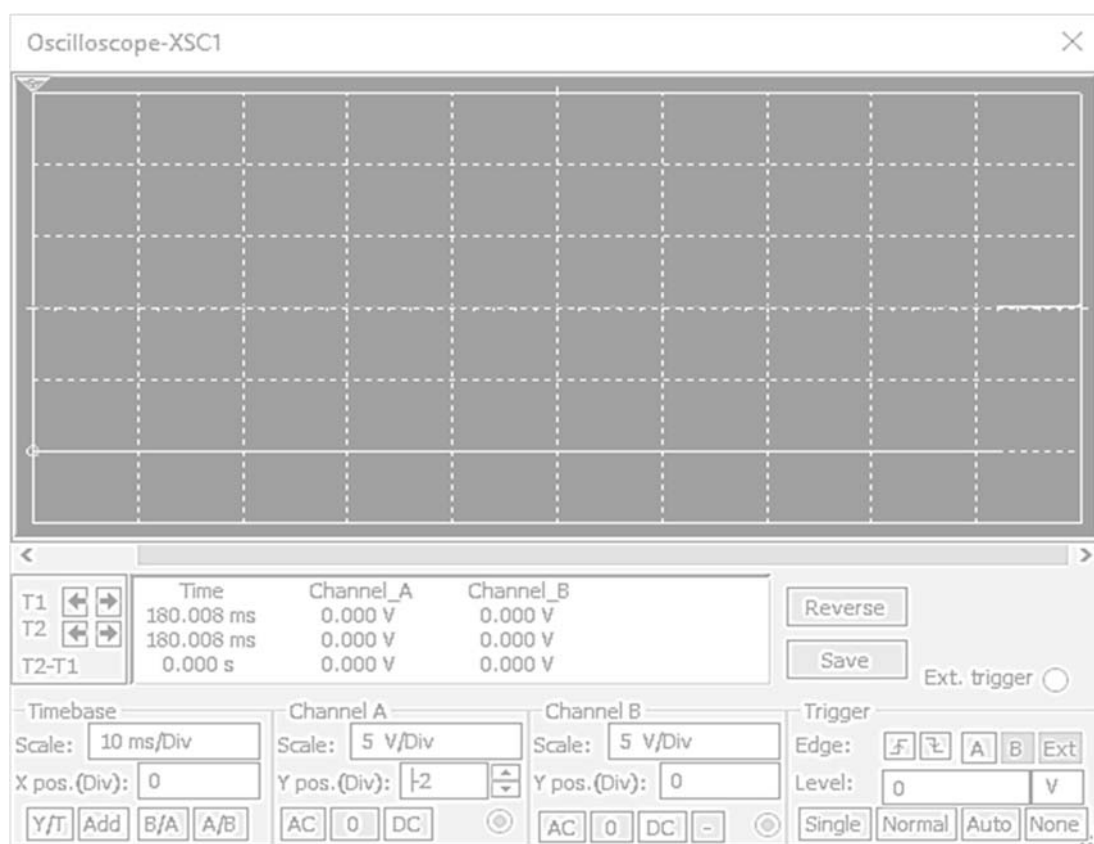 Oscilloscope-XSC1
Time Channel_A Channel_B
T1 180.008 ms 0.000 V 0.000 V
T2 180.008 ms 0.000 V 0.000 V
T2-T1 0.000 s 0.000 V 0.000 V
Reverse
Save
Ext. trigger
Timebase
Scale: 10 ms/Div
X pos.(Div): 0
Y/T Add B/A A/B
Channel A
Scale: 5 V/Div
Y pos.(Div): -2
AC 0 DC
Channel B
Scale: 5 V/Div
Y pos.(Div): 0
AC 0 DC -
Trigger
Edge: A B Ext
Level: 0 V
Single Normal Auto None